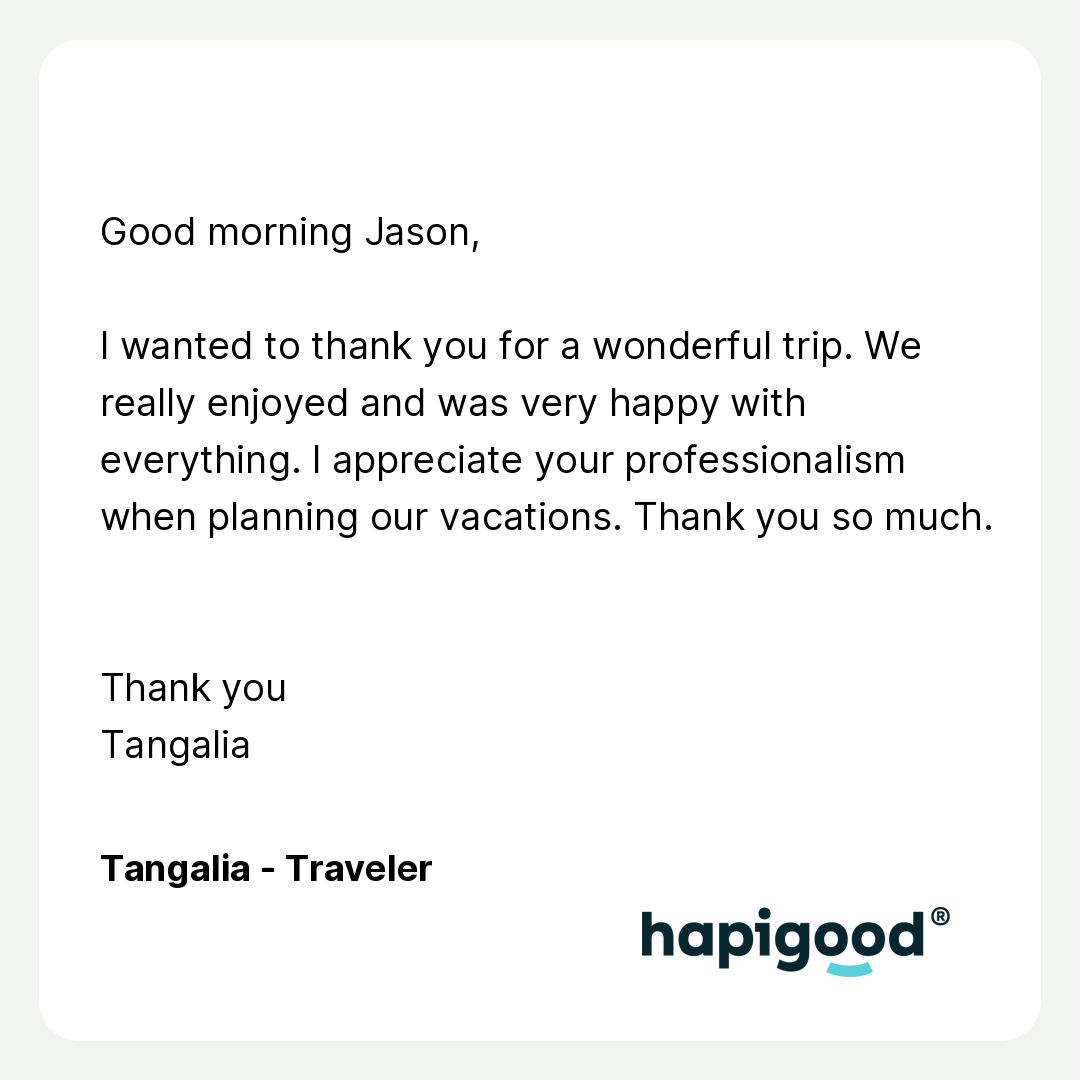 Good morning Jason,
I wanted to thank you for a wonderful trip. We
really enjoyed and was very happy with
everything. I appreciate your professionalism
when planning our vacations. Thank you so much.
Thank you
Tangalia
Tangalia - Traveler
hapigood®